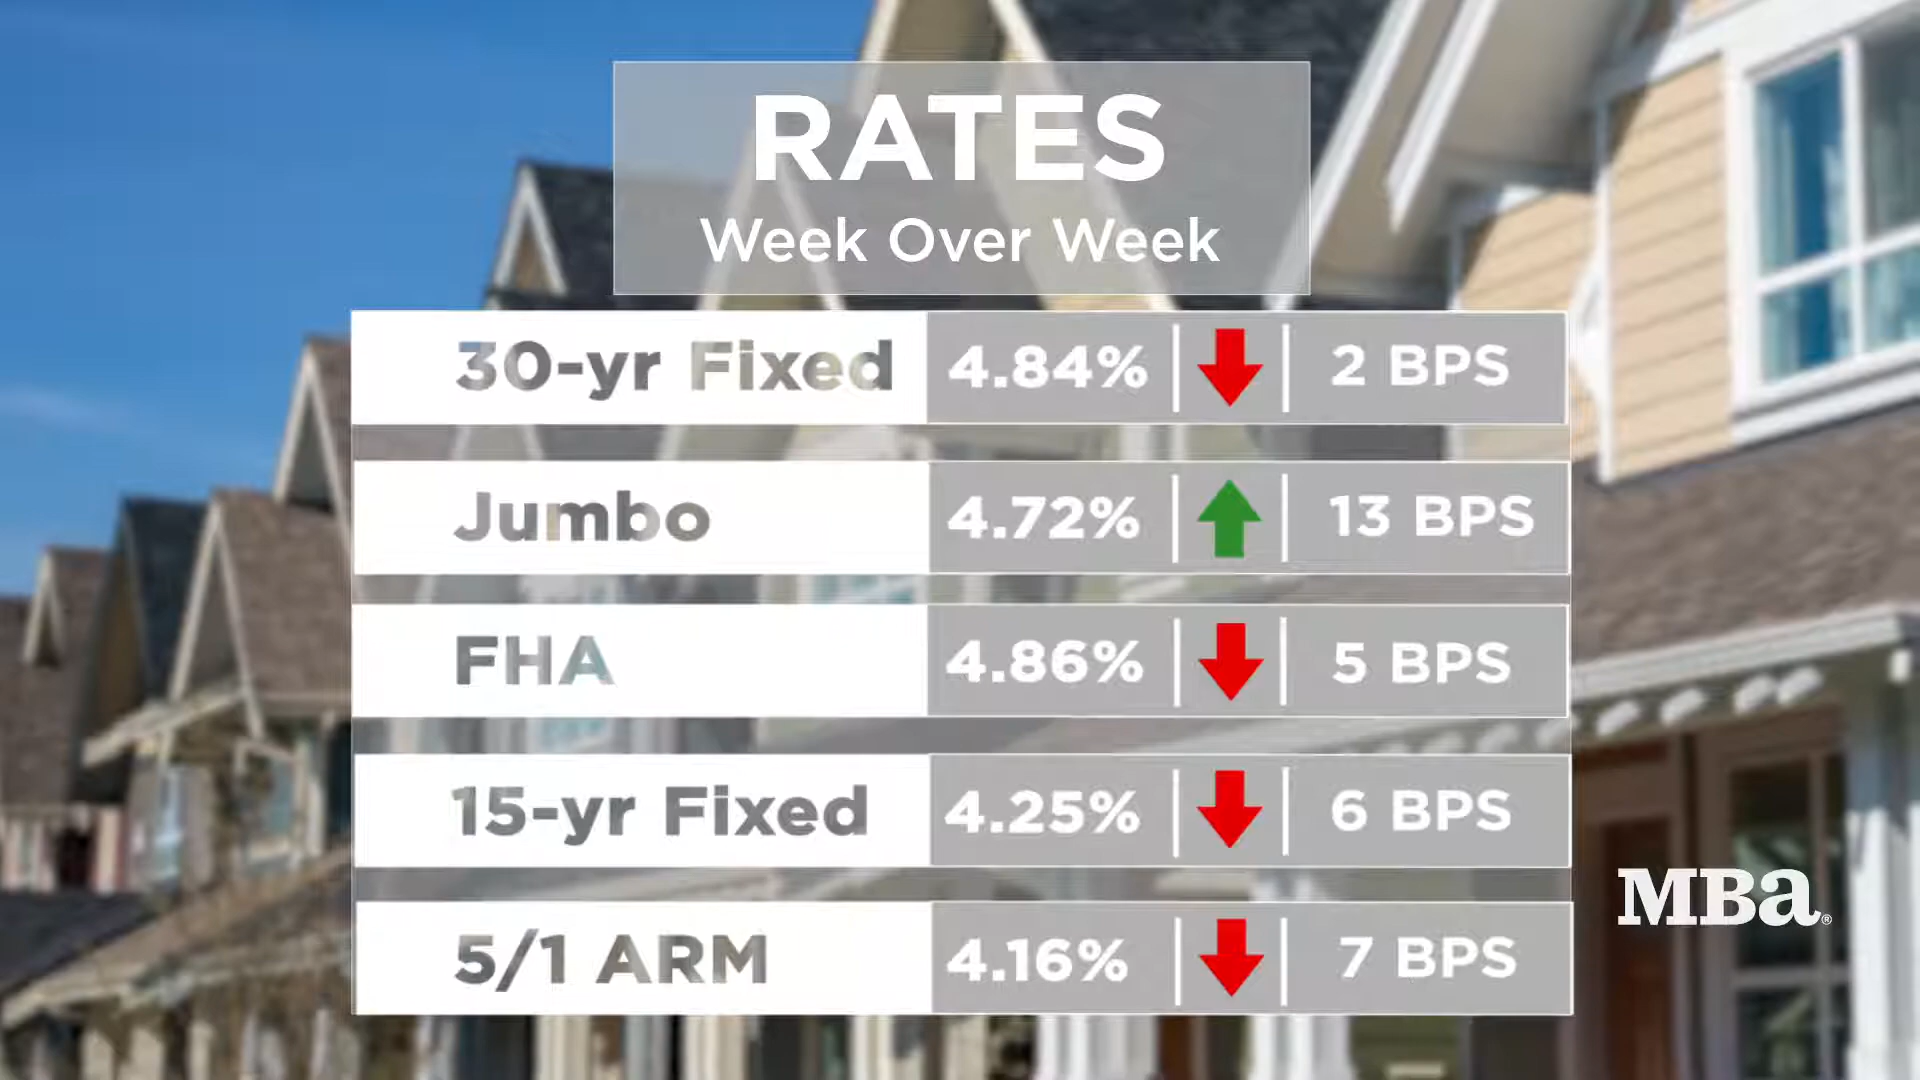 RATES
Week Over Week
30-yr Fixed 4.84% 2 BPS
Jumbo 4.72% 13 BPS
FHA 4.86% 5 BPS
15-yr Fixed 4.25% 6 BPS
5/1 ARM 4.16% 7 BPS
MBa®